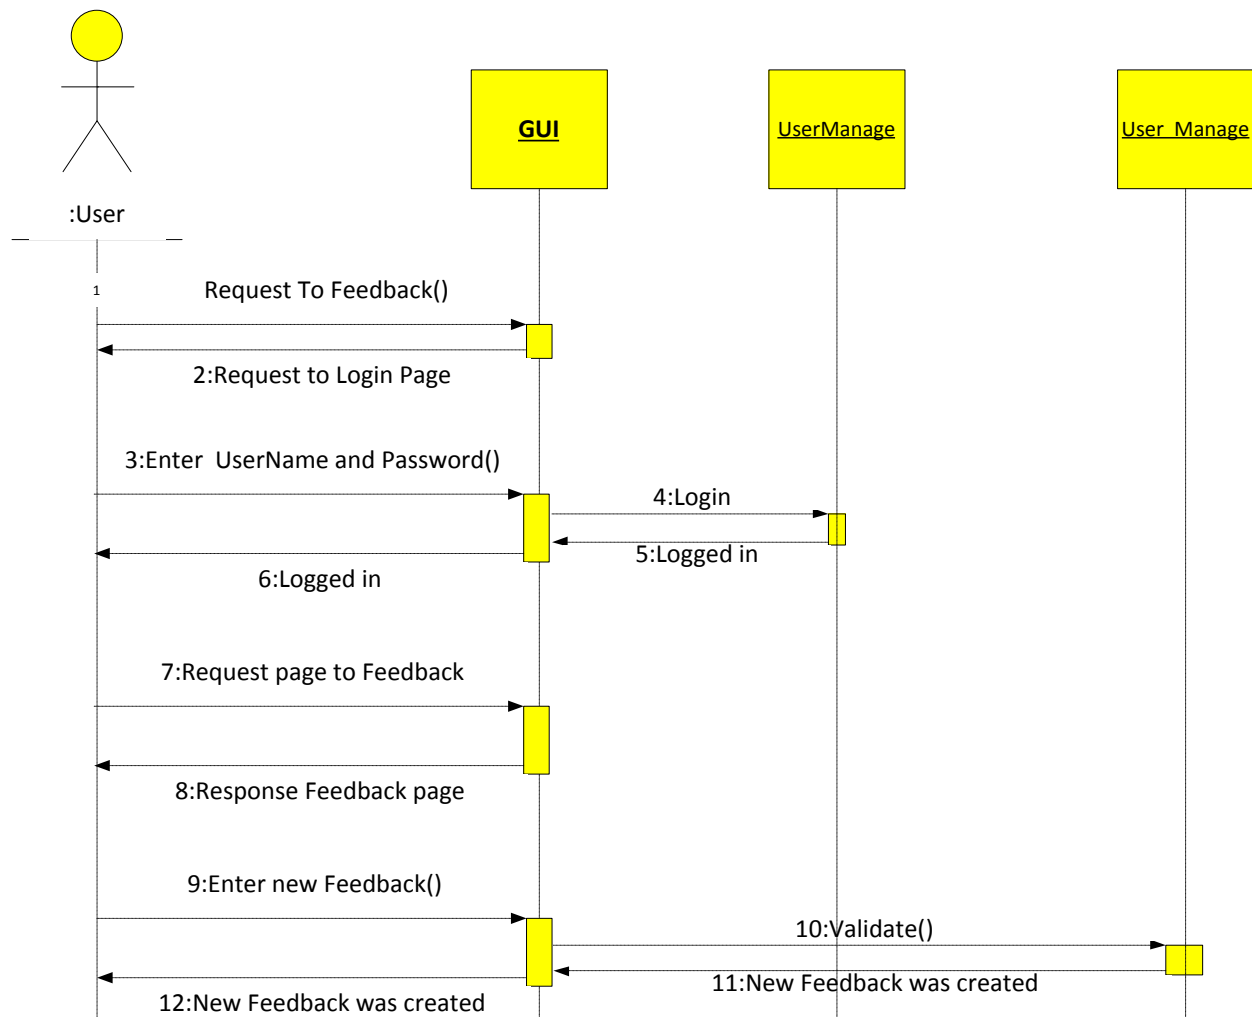 GUI
UserManage
User_Manage
:User
1
Request To Feedback()
2:Request to Login Page
3:Enter  UserName and Password()
4:Login
5:Logged in
6:Logged in
7:Request page to Feedback
8:Response Feedback page
9:Enter new Feedback()
10:Validate()
11:New Feedback was created
12:New Feedback was created